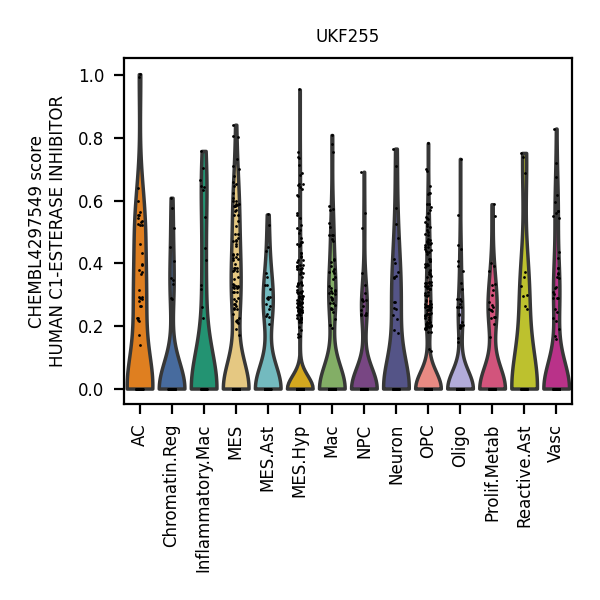 UKF255
CHEMBL4297549 score
HUMAN C1-ESTERASE INHIBITOR
1.0
0.8
0.6
0.4
0.2
0.0
AC
Chromatin.Reg
Inflammatory.Mac
MES
MES.Ast
MES.Hyp
Mac
NPC
Neuron
OPC
Oligo
Prolif.Metab
Reactive.Ast
Vasc